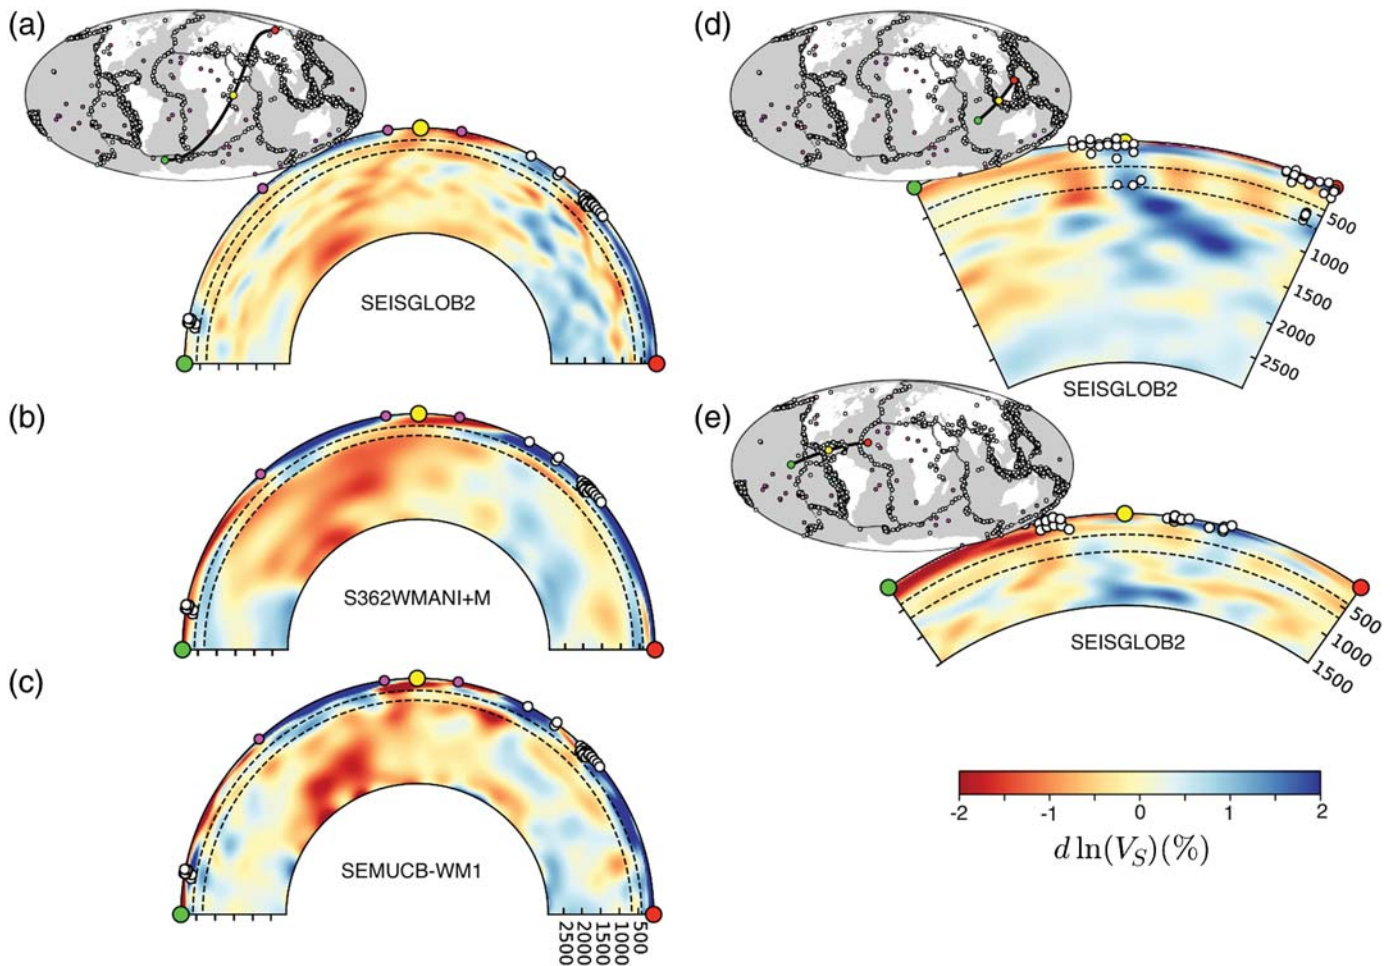 (a)
SEISGLOB2
(b)
S362WMANI+M
(c)
SEMUCB-WM1
2500
2000
1500
1000
500
(d)
500
1000
1500
2000
2500
SEISGLOB2
(e)
500
1000
1500
SEISGLOB2
-2 -1 0 1 2
d ln(V_S)(%)